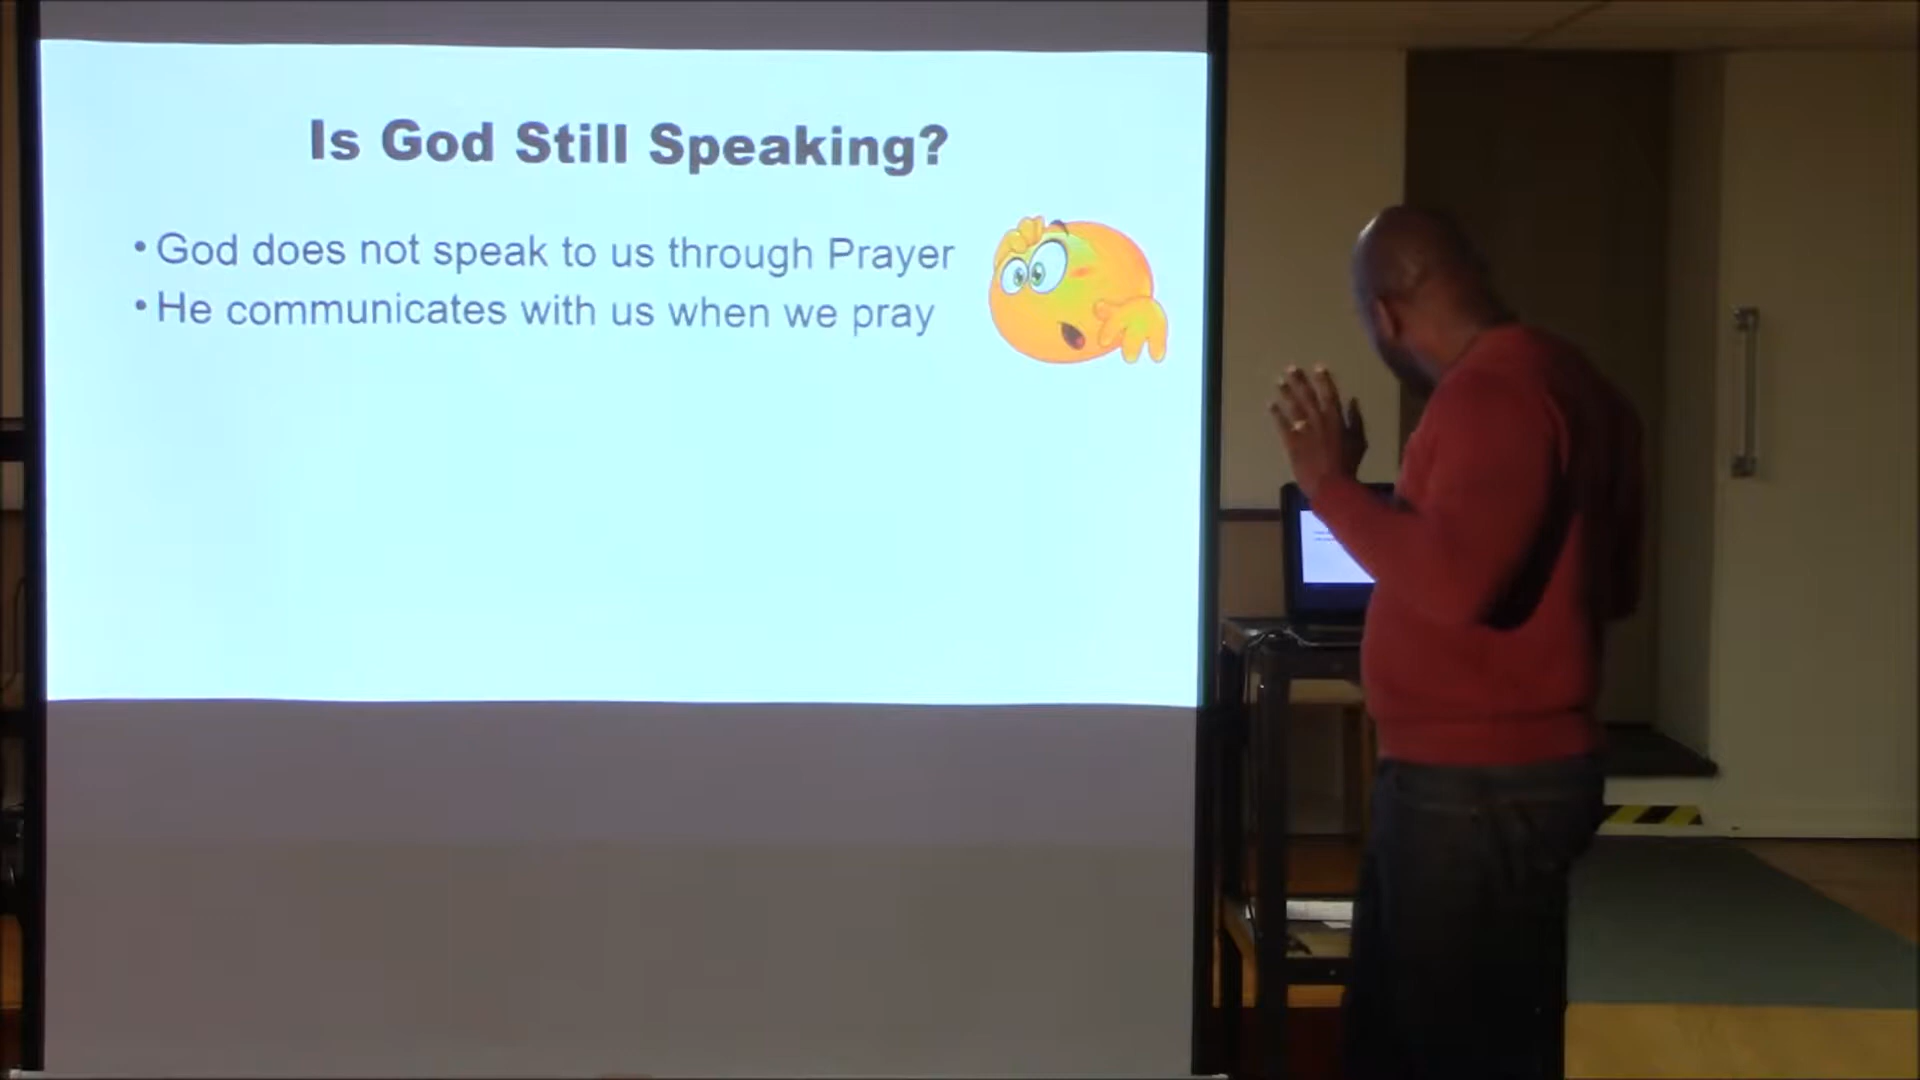 Is God Still Speaking?
• God does not speak to us through Prayer
• He communicates with us when we pray